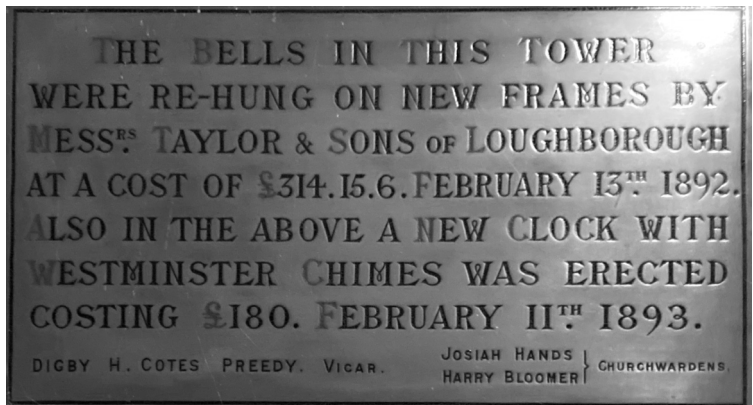 THE BELLS IN THIS TOWER
WERE RE-HUNG ON NEW FRAMES BY
MESSRS. TAYLOR & SONS OF LOUGHBOROUGH
AT A COST OF £314.15.6. FEBRUARY 13TH. 1892.
ALSO IN THE ABOVE A NEW CLOCK WITH
WESTMINSTER CHIMES WAS ERECTED
COSTING £180. FEBRUARY 11TH. 1893.
DIGBY H. COTES PREEDY. VICAR.
JOSIAH HANDS
HARRY BLOOMER } CHURCHWARDENS.